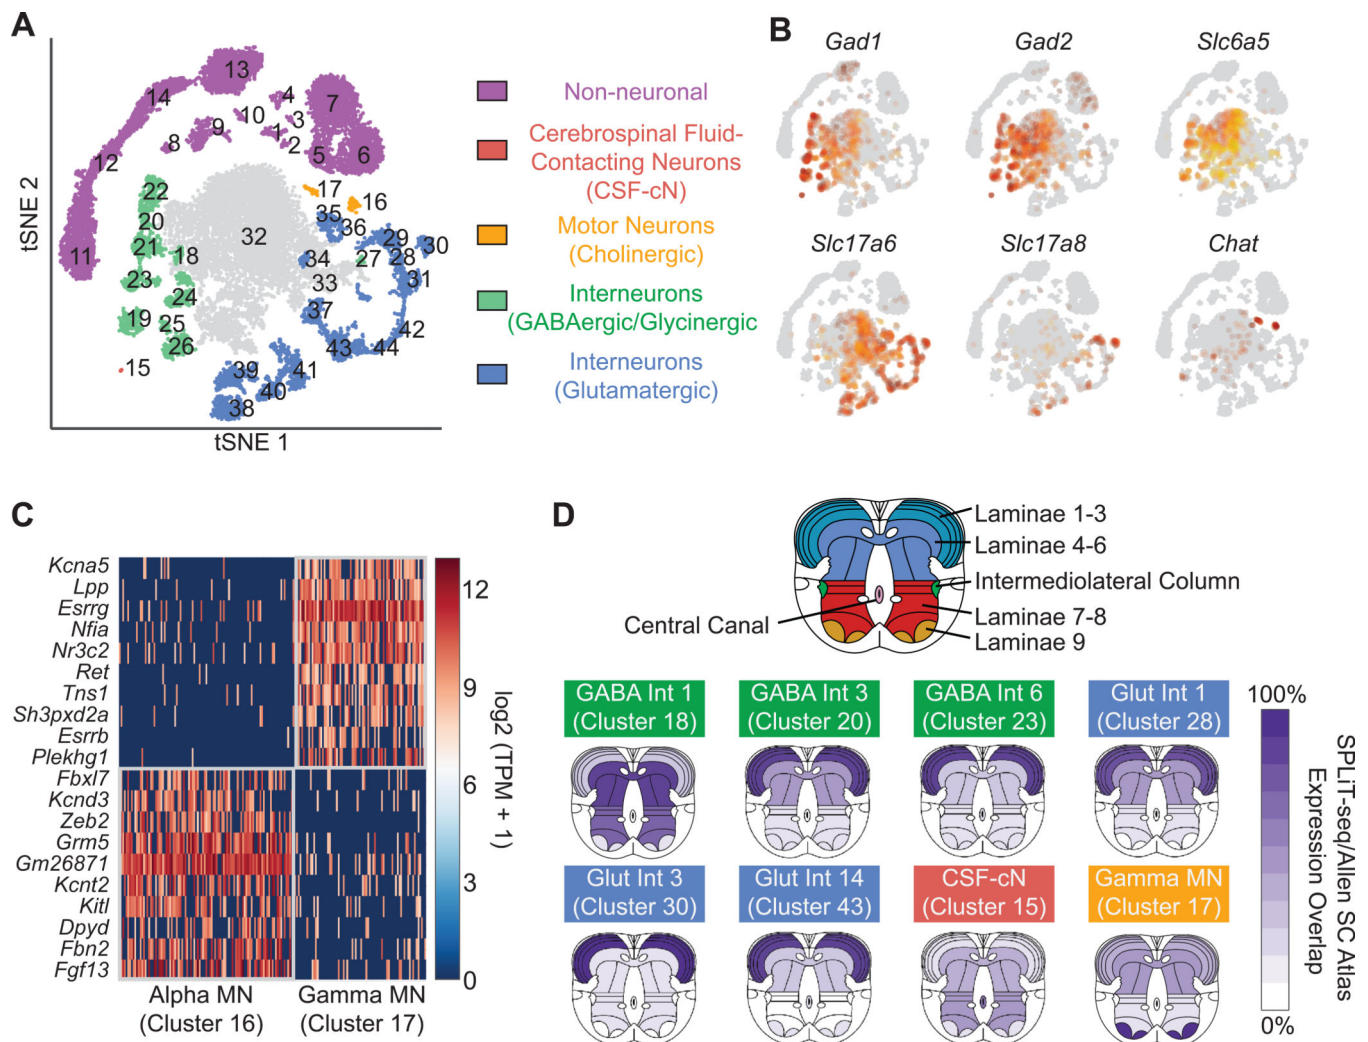 A
tSNE 2
tSNE 1
13
14
4
7
10
3
9
1
8
2
5
6
12
22
17
16
20
35
36
29
30
32
21
18
34
27
28
11
23
33
31
24
37
19
25
42
26
43
44
15
39
41
40
38
Non-neuronal
Cerebrospinal Fluid-
Contacting Neurons
(CSF-cN)
Motor Neurons
(Cholinergic)
Interneurons
(GABAergic/Glycinergic
Interneurons
(Glutamatergic)
B
Gad1
Gad2
Slc6a5
Slc17a6
Slc17a8
Chat
C
Kcna5
Lpp
Esrrg
Nfia
Nr3c2
Ret
Tns1
Sh3pxd2a
Esrrb
Plekhg1
Fbxl7
Kcnd3
Zeb2
Grm5
Gm26871
Kcnt2
Kitl
Dpyd
Fbn2
Fgf13
Alpha MN
(Cluster 16)
Gamma MN
(Cluster 17)
12
9
6
3
0
log2 (TPM + 1)
D
Laminae 1-3
Laminae 4-6
Intermediolateral Column
Laminae 7-8
Laminae 9
Central Canal
GABA Int 1
(Cluster 18)
GABA Int 3
(Cluster 20)
GABA Int 6
(Cluster 23)
Glut Int 1
(Cluster 28)
Glut Int 3
(Cluster 30)
Glut Int 14
(Cluster 43)
CSF-cN
(Cluster 15)
Gamma MN
(Cluster 17)
100%
0%
SPLiT-seq/Allen SC Atlas
Expression Overlap